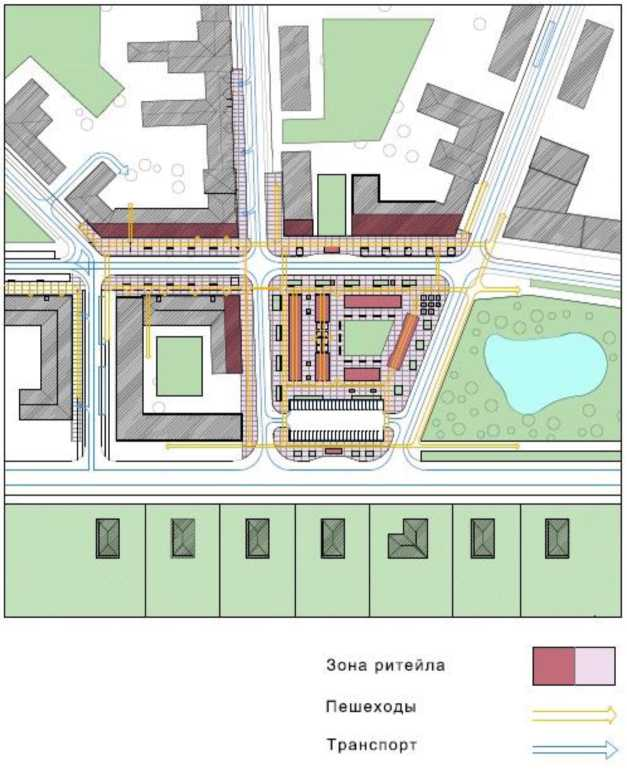 Зона ритейла
Пешеходы
Транспорт